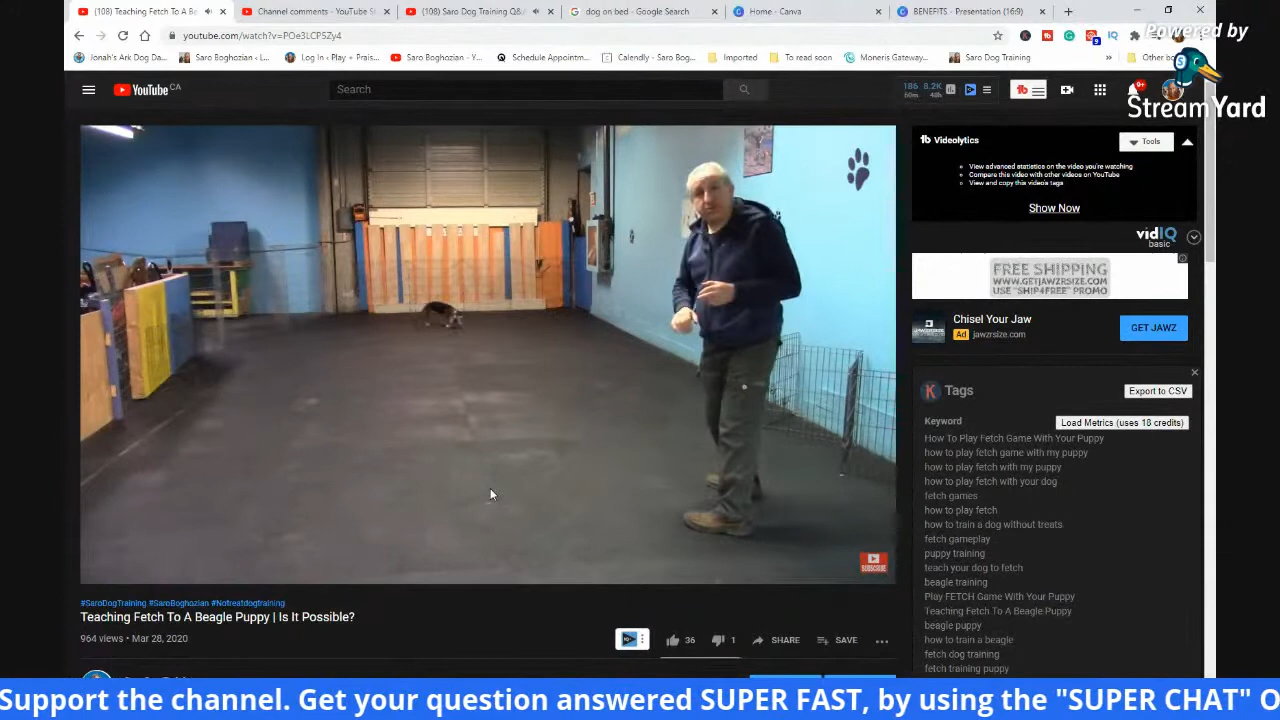 (108) Teaching Fetch To A Be
Channel comments - YouTube S
(108) Saro Dog Training Q&A
dog on bed - Google Search
Home - Canva
BENEFITS - Presentation (16:9)
youtube.com/watch?v=POe3LCP5Zy4
Powered by
StreamYard
Jonah's Ark Dog Da...
Saro Boghozian ‹ L...
Log In ‹ Play + Prais...
Saro Boghozian - Y...
Schedule Appointm...
Calendly - Saro Bog...
Imported
To read soon
Moneris Gateway...
Saro Dog Training
»
Other bo
YouTube CA
Search
186 8.2K
60m 48h
9+
Videolytics
Tools
View advanced statistics on the video you're watching
Compare this video with other videos on YouTube
View and copy this video's tags
Show Now
vidIQ
basic
FREE SHIPPING
WWW.GETJAWZRSIZE.COM
USE "SHIP4FREE" PROMO
Chisel Your Jaw
Ad jawzrsize.com
GET JAWZ
Tags
Export to CSV
Keyword
Load Metrics (uses 18 credits)
How To Play Fetch Game With Your Puppy
how to play fetch game with my puppy
how to play fetch with my puppy
how to play fetch with your dog
fetch games
how to play fetch
how to train a dog without treats
fetch gameplay
puppy training
teach your dog to fetch
beagle training
Play FETCH Game With Your Puppy
Teaching Fetch To A Beagle Puppy
beagle puppy
how to train a beagle
fetch dog training
fetch training puppy
SUBSCRIBE
#SaroDogTraining #SaroBoghozian #Notreatdogtraining
Teaching Fetch To A Beagle Puppy | Is It Possible?
964 views • Mar 28, 2020
36
1
SHARE
SAVE
Support the channel. Get your question answered SUPER FAST, by using the "SUPER CHAT" O